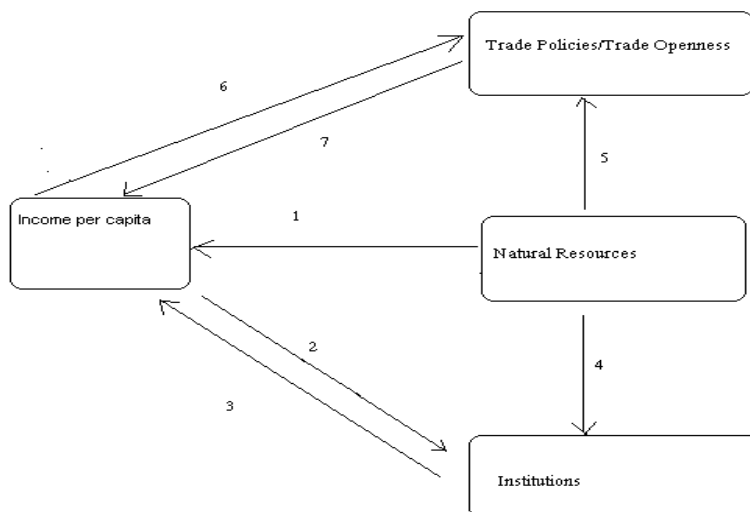 Trade Policies/Trade Openness
6
7
5
Income per capita
1
Natural Resources
2
4
3
Institutions